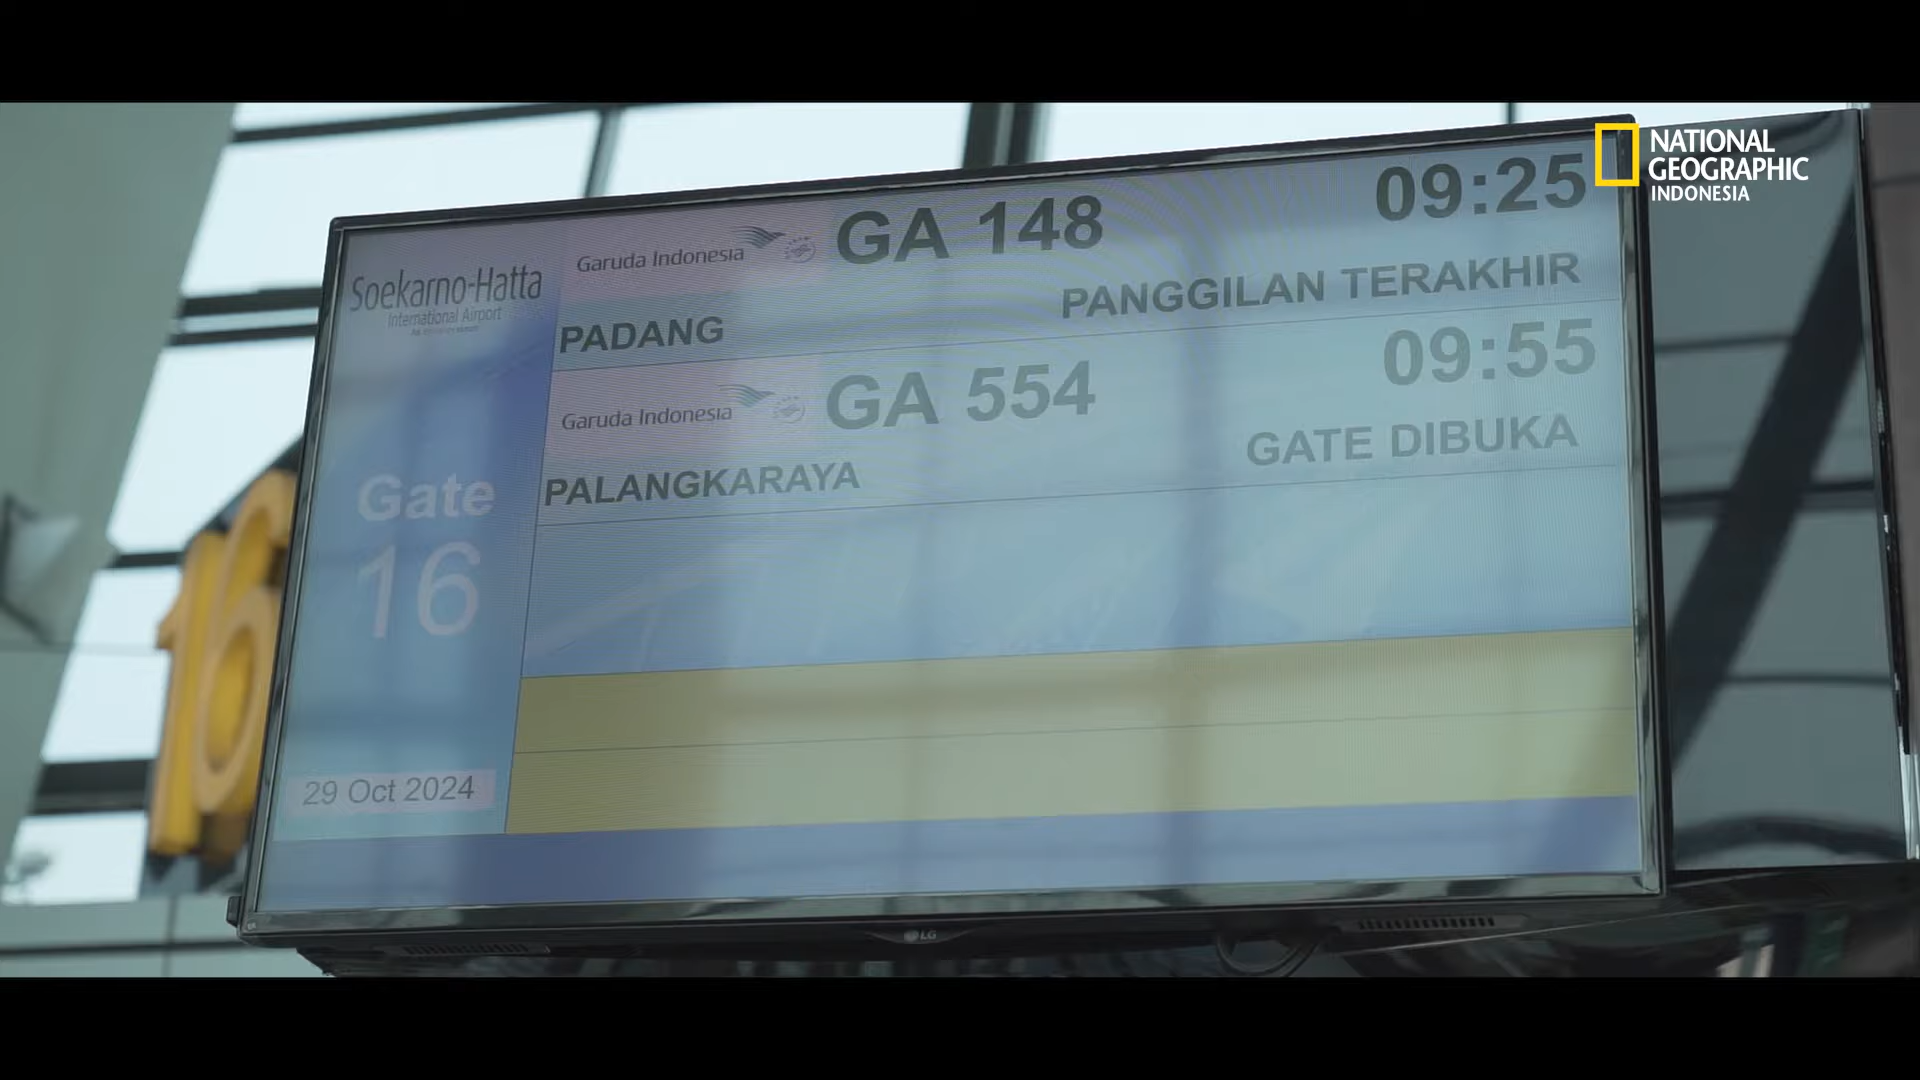 NATIONAL
GEOGRAPHIC
INDONESIA
Soekarno-Hatta
International Airport
Garuda Indonesia GA 148 09:25
PADANG PANGGILAN TERAKHIR
Garuda Indonesia GA 554 09:55
PALANGKARAYA GATE DIBUKA
Gate
16
16
29 Oct 2024
LG